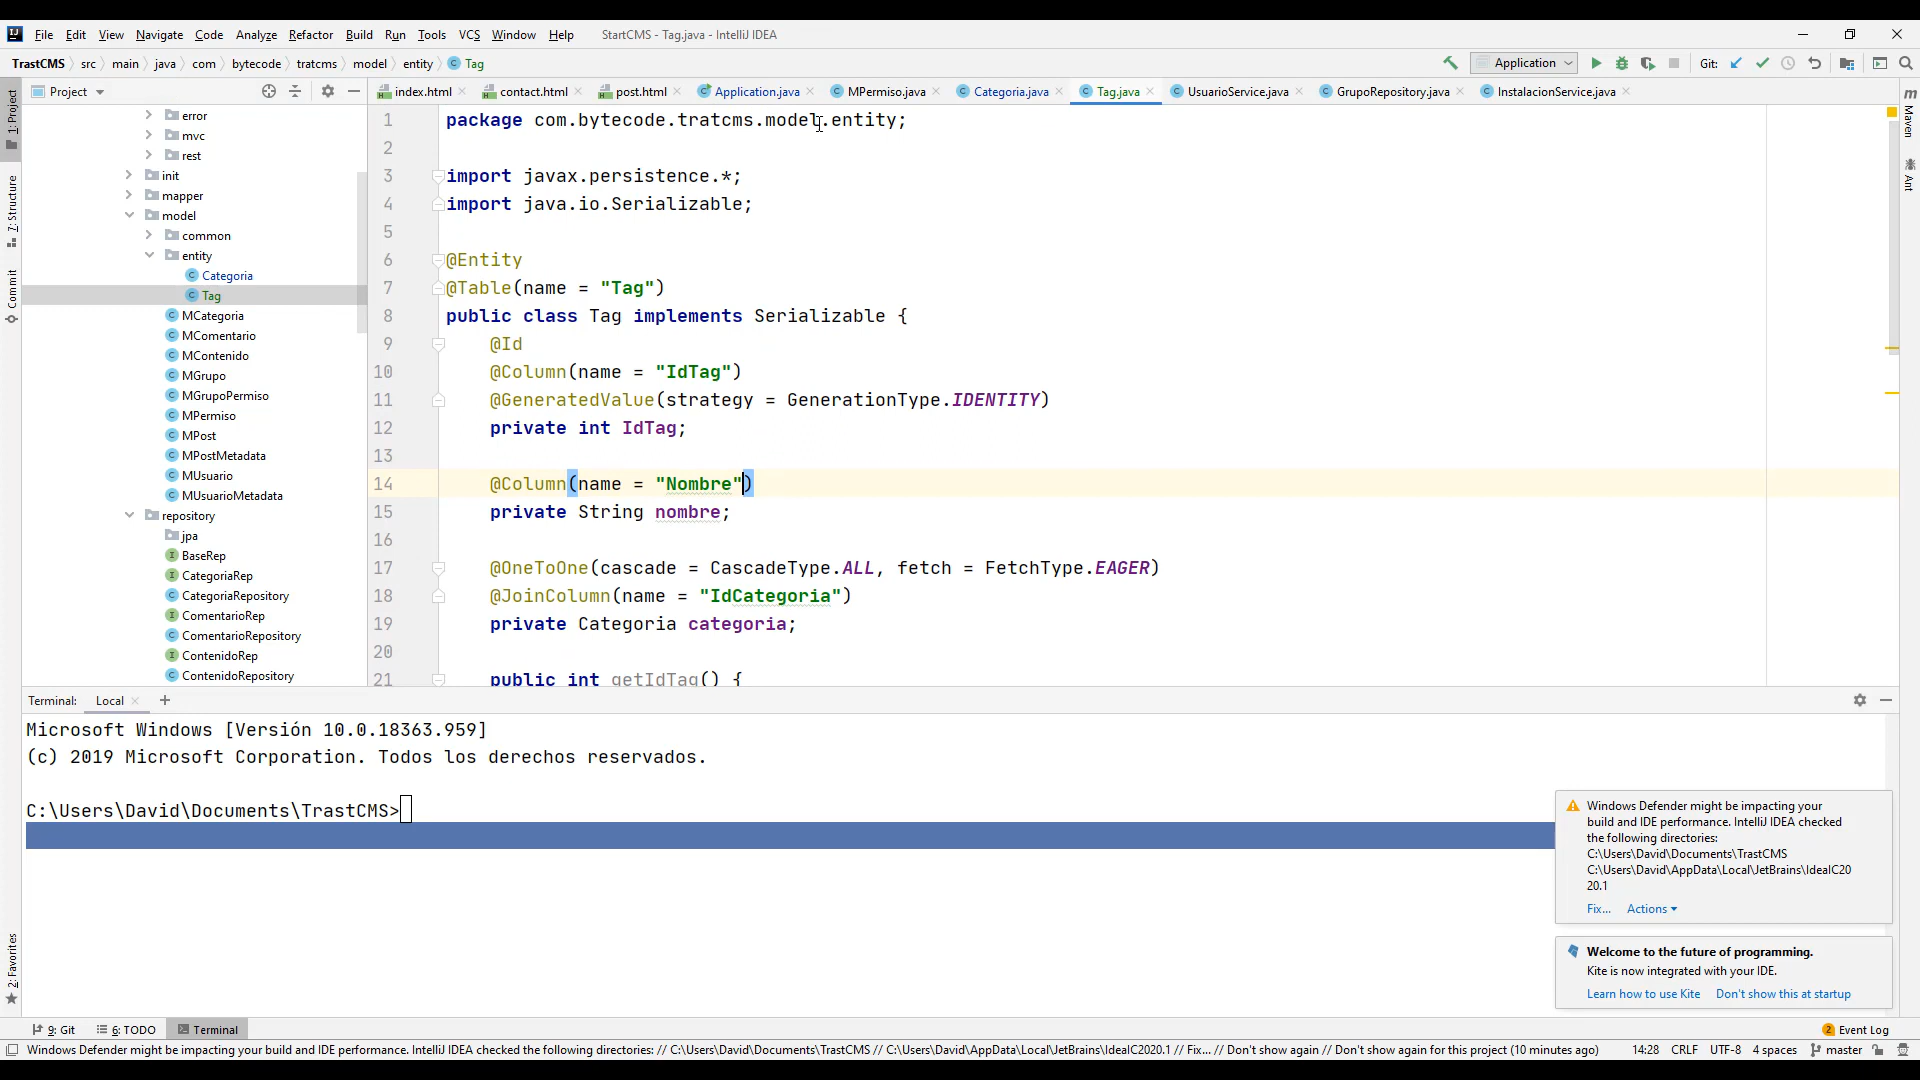 File Edit View Navigate Code Analyze Refactor Build Run Tools VCS Window Help StartCMS - Tag.java - IntelliJ IDEA
TrastCMS src main java com bytecode tratcms model entity Tag Application Git:
Project index.html contact.html post.html Application.java MPermiso.java Categoria.java Tag.java UsuarioService.java GrupoRepository.java InstalacionService.java
1: Project
7: Structure
Commit
2: Favorites
Maven
Ant
error
mvc
rest
init
mapper
model
common
entity
Categoria
Tag
MCategoria
MComentario
MContenido
MGrupo
MGrupoPermiso
MPermiso
MPost
MPostMetadata
MUsuario
MUsuarioMetadata
repository
jpa
BaseRep
CategoriaRep
CategoriaRepository
ComentarioRep
ComentarioRepository
ContenidoRep
ContenidoRepository
1 package com.bytecode.tratcms.model.entity;
2
3 import javax.persistence.*;
4 import java.io.Serializable;
5
6 @Entity
7 @Table(name = "Tag")
8 public class Tag implements Serializable {
9 @Id
10 @Column(name = "IdTag")
11 @GeneratedValue(strategy = GenerationType.IDENTITY)
12 private int IdTag;
13
14 @Column(name = "Nombre")
15 private String nombre;
16
17 @OneToOne(cascade = CascadeType.ALL, fetch = FetchType.EAGER)
18 @JoinColumn(name = "IdCategoria")
19 private Categoria categoria;
20
21 public int getIdTag() {
Terminal: Local +
Microsoft Windows [Versión 10.0.18363.959]
(c) 2019 Microsoft Corporation. Todos los derechos reservados.
C:\Users\David\Documents\TrastCMS>
Windows Defender might be impacting your
build and IDE performance. IntelliJ IDEA checked
the following directories:
C:\Users\David\Documents\TrastCMS
C:\Users\David\AppData\Local\JetBrains\IdeaIC20
20.1
Fix... Actions
Welcome to the future of programming.
Kite is now integrated with your IDE.
Learn how to use Kite Don't show this at startup
9: Git 6: TODO Terminal 2 Event Log
Windows Defender might be impacting your build and IDE performance. IntelliJ IDEA checked the following directories: // C:\Users\David\Documents\TrastCMS // C:\Users\David\AppData\Local\JetBrains\IdeaIC2020.1 // Fix... // Don't show again // Don't show again for this project (10 minutes ago) 14:28 CRLF UTF-8 4 spaces master